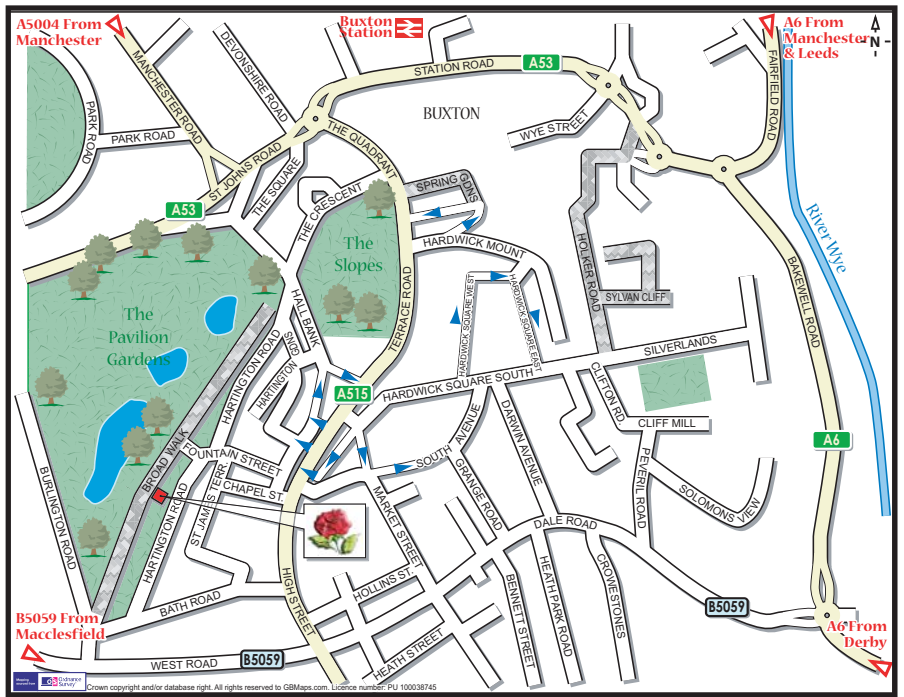 A5004 From
Manchester
Buxton
Station
A6 From
Manchester
& Leeds
N
MANCHESTER ROAD
DEVONSHIRE ROAD
STATION ROAD
A53
FAIRFIELD ROAD
PARK ROAD
PARK ROAD
BUXTON
WYE STREET
THE QUADRANT
ST JOHNS ROAD
THE SQUARE
THE CRESCENT
SPRING GDNS
A53
River Wye
The
Slopes
HARDWICK MOUNT
HOLKER ROAD
BAKEWELL ROAD
SYLVAN CLIFF
The
Pavilion
Gardens
HALL BANK
TERRACE ROAD
HARDWICK SQUARE WEST
HARDWICK SQUARE EAST
SILVERLANDS
HARTINGTON ROAD
HARTINGTON
GDNS
A515
HARDWICK SQUARE SOUTH
CLIFTON RD.
CLIFF MILL
A6
BROAD WALK
FOUNTAIN STREET
SOUTH AVENUE
DARWIN AVENUE
PEVERIL ROAD
SOLOMONS VIEW
BURLINGTON ROAD
CHAPEL ST.
ST JAMES TERR.
HARTINGTON ROAD
MARKET STREET
GRANGE ROAD
DALE ROAD
HIGH STREET
HOLLINS ST.
BATH ROAD
BENNETT STREET
HEATH PARK ROAD
CROWESTONES
B5059
B5059 From
Macclesfield
WEST ROAD
B5059
HEATH STREET
A6 From
Derby
Ordnance
Survey
Crown copyright and/or database right. All rights reserved to GBMaps.com. Licence number: PU 100038745